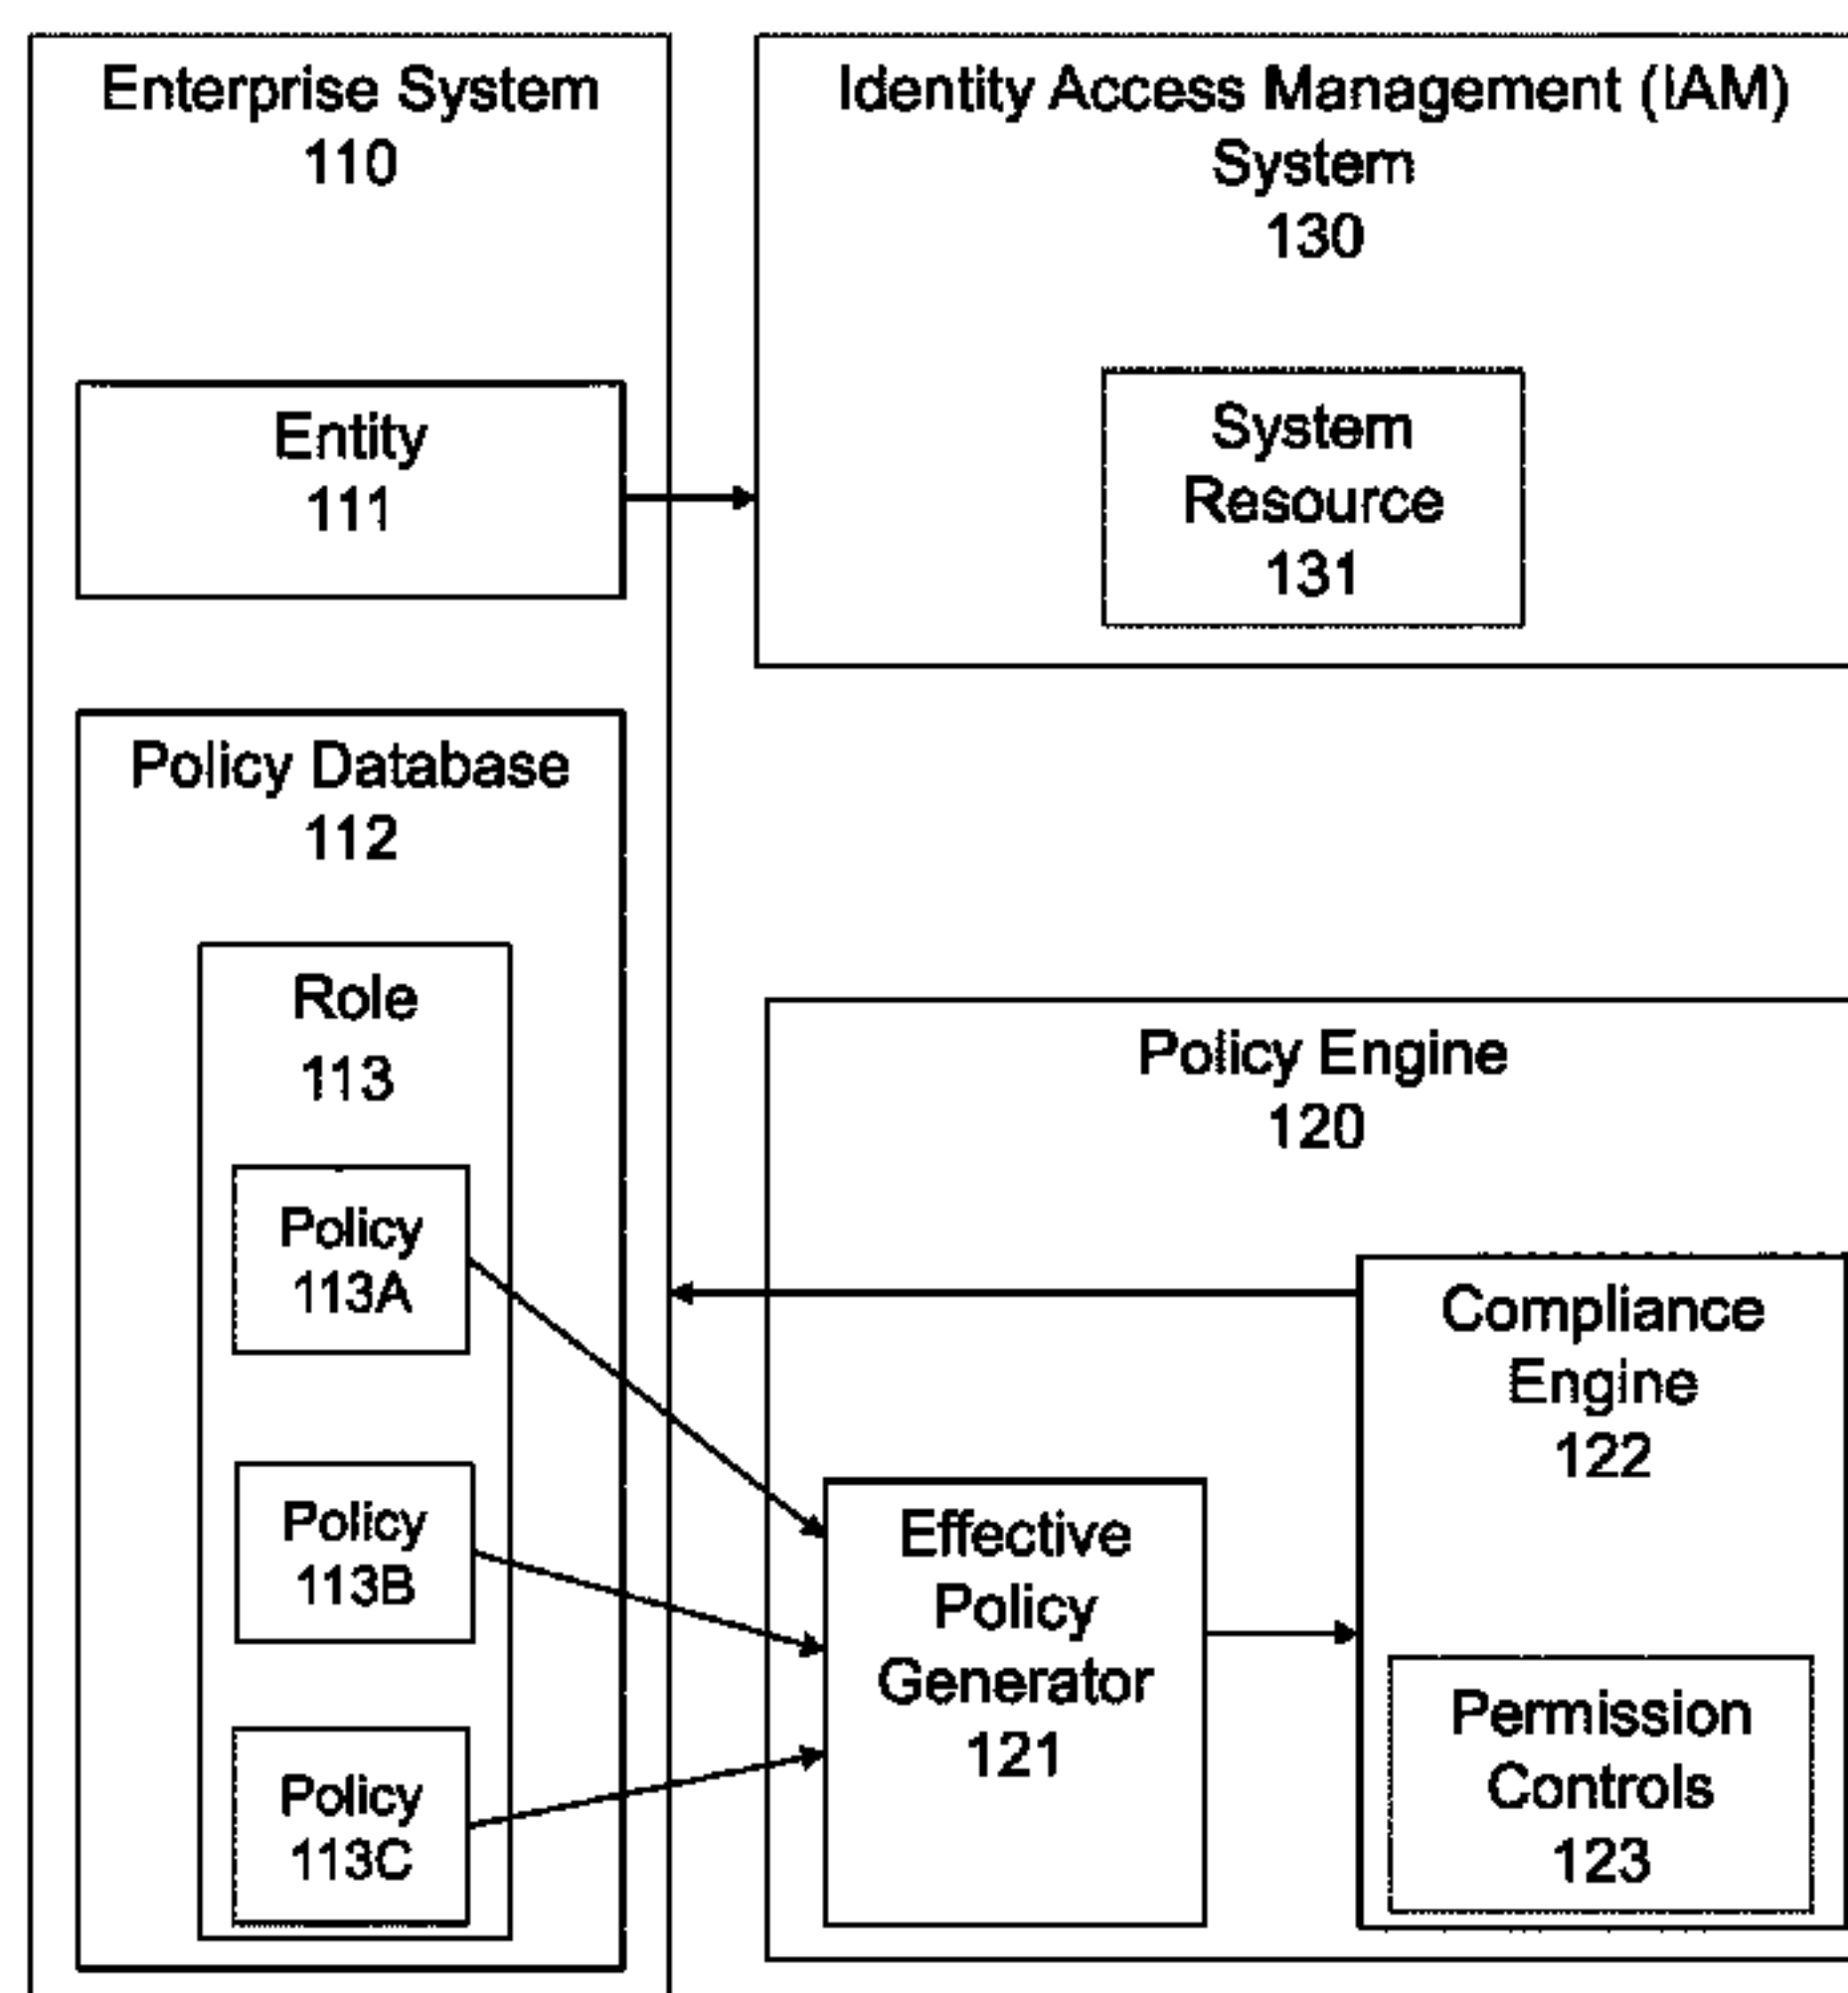 Enterprise System
110
Entity
111
Policy Database
112
Role
113
Policy
113A
Policy
113B
Policy
113C
Identity Access Management (IAM)
System
130
System
Resource
131
Policy Engine
120
Effective
Policy
Generator
121
Compliance
Engine
122
Permission
Controls
123